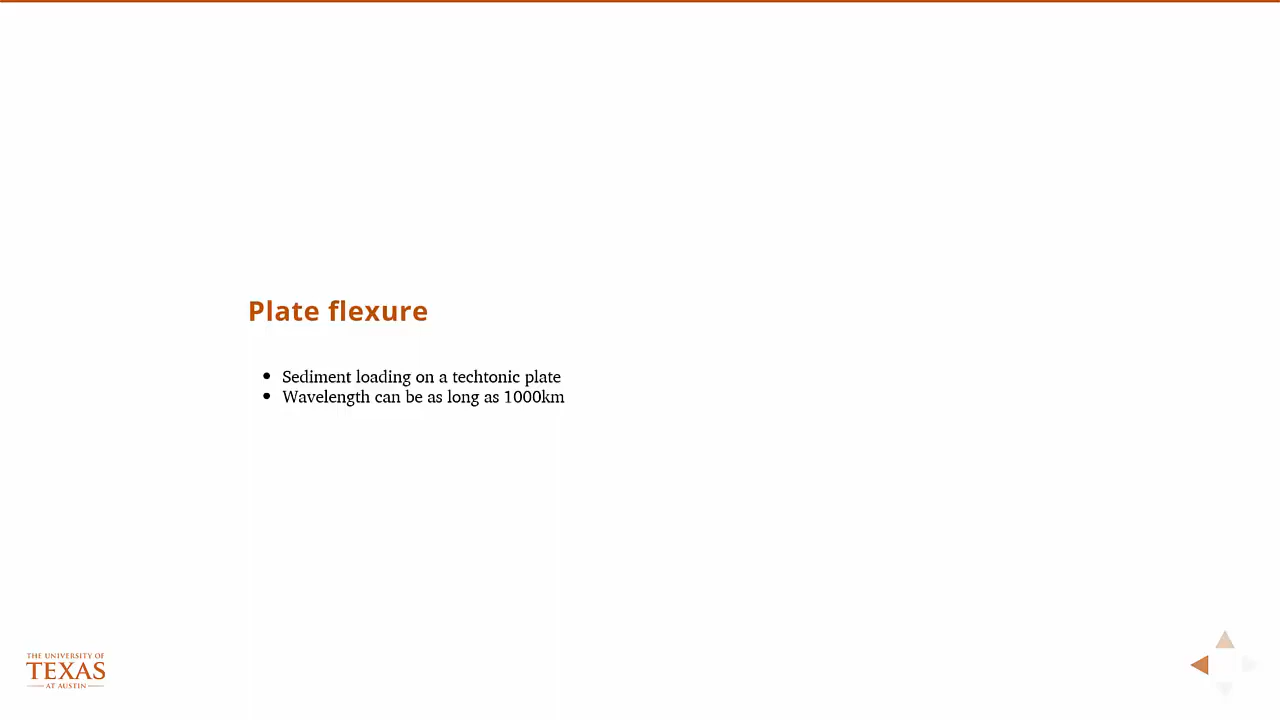 Plate flexure
• Sediment loading on a techtonic plate
• Wavelength can be as long as 1000km
THE UNIVERSITY OF
TEXAS
AT AUSTIN